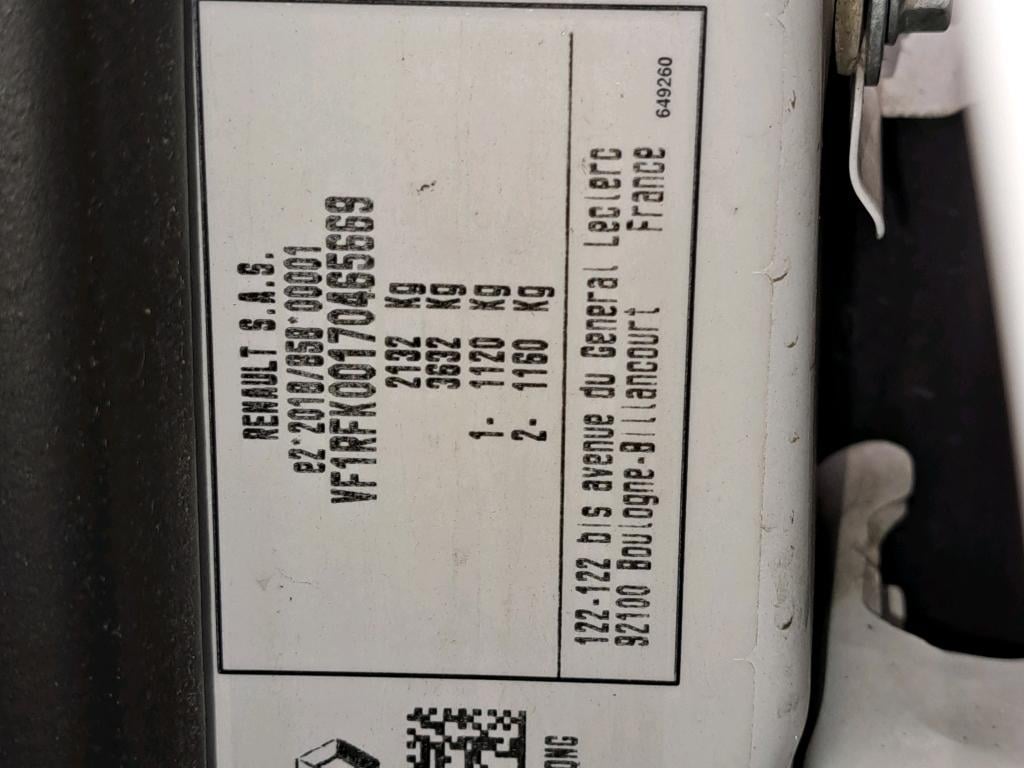 RENAULT S.A.S.
e2*2018/858*00001
VF1RFK00170465669
2132 Kg
3632 Kg
1- 1120 Kg
2- 1160 Kg
122-122 bis avenue du General Leclerc
92100 Boulogne-Billancourt France
649260